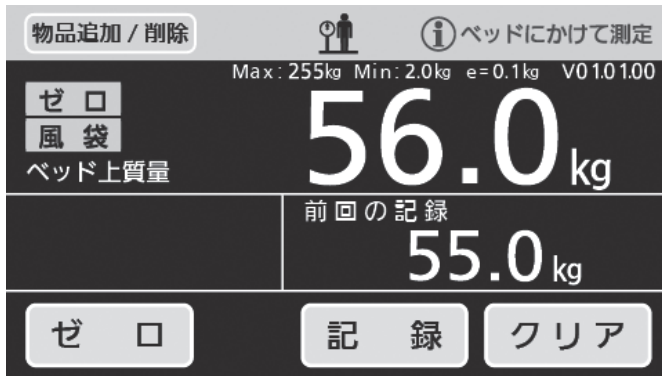 物品追加 / 削除
ⓘベッドにかけて測定
Max:255kg Min:2.0kg e=0.1kg V01.01.00
ゼロ
風袋
ベッド上質量
56.0kg
前回の記録
55.0kg
ゼロ
記録
クリア